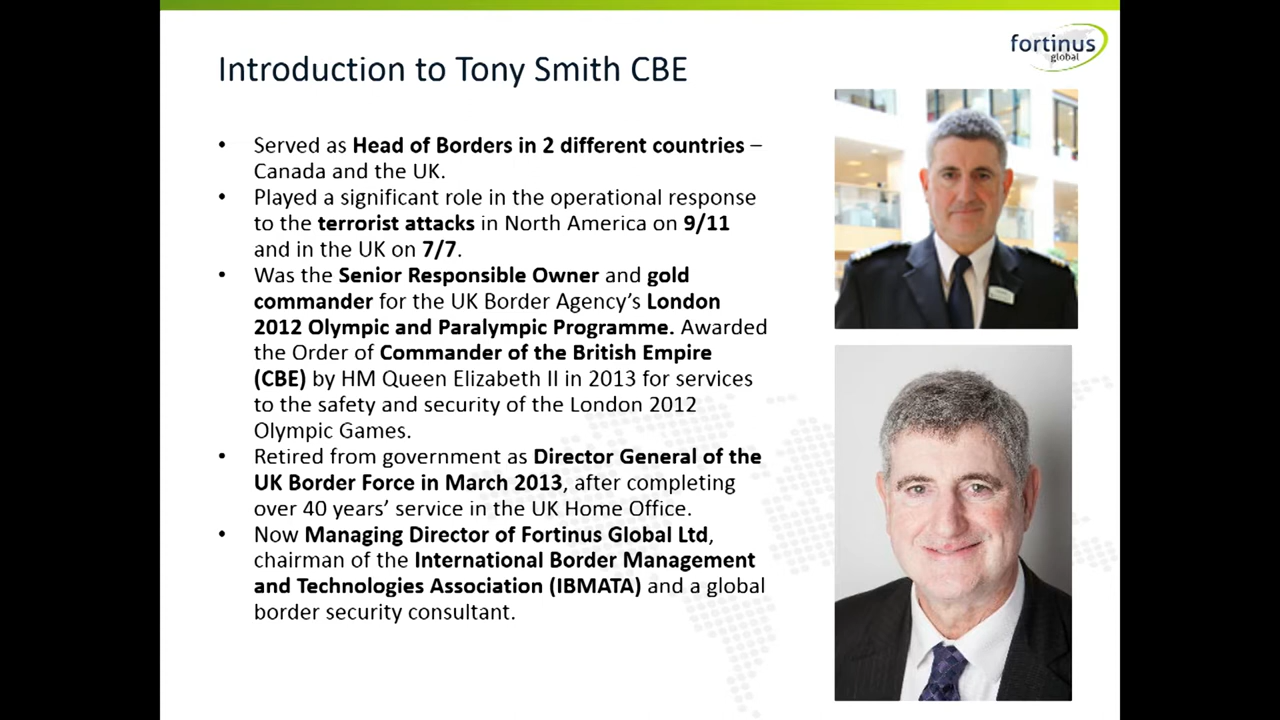 fortinus
global
Introduction to Tony Smith CBE
• Served as Head of Borders in 2 different countries –
Canada and the UK.
• Played a significant role in the operational response
to the terrorist attacks in North America on 9/11
and in the UK on 7/7.
• Was the Senior Responsible Owner and gold
commander for the UK Border Agency’s London
2012 Olympic and Paralympic Programme. Awarded
the Order of Commander of the British Empire
(CBE) by HM Queen Elizabeth II in 2013 for services
to the safety and security of the London 2012
Olympic Games.
• Retired from government as Director General of the
UK Border Force in March 2013, after completing
over 40 years’ service in the UK Home Office.
• Now Managing Director of Fortinus Global Ltd,
chairman of the International Border Management
and Technologies Association (IBMATA) and a global
border security consultant.